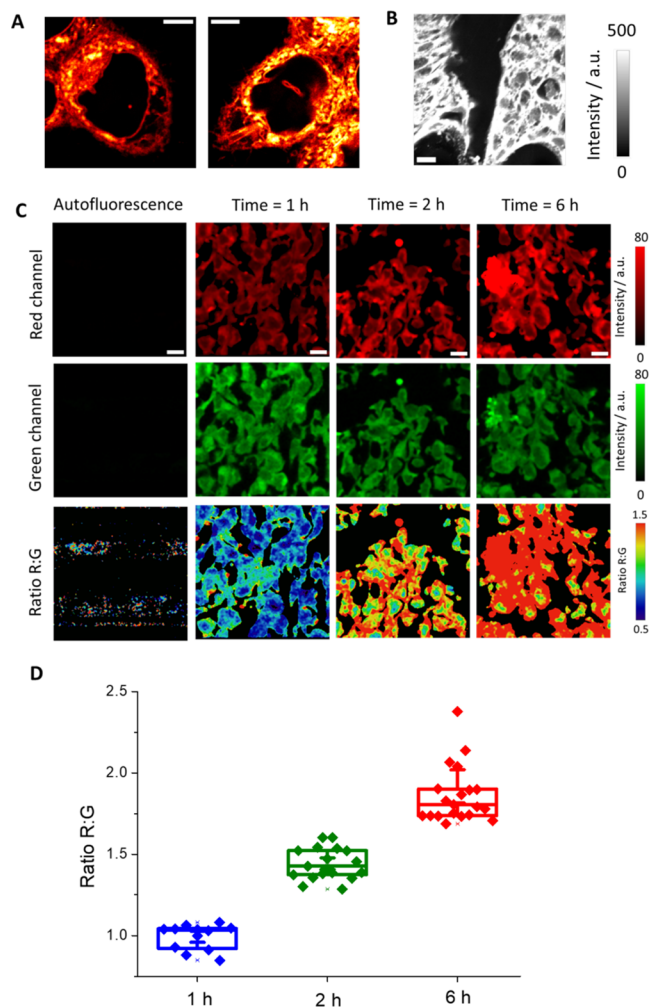 A
B
500
Intensity / a.u.
0
C
Autofluorescence
Time = 1 h
Time = 2 h
Time = 6 h
Red channel
80
Intensity / a.u.
0
Green channel
80
Intensity / a.u.
0
Ratio R:G
1.5
Ratio R:G
0.5
D
2.5
2.0
1.5
1.0
Ratio R:G
1 h
2 h
6 h